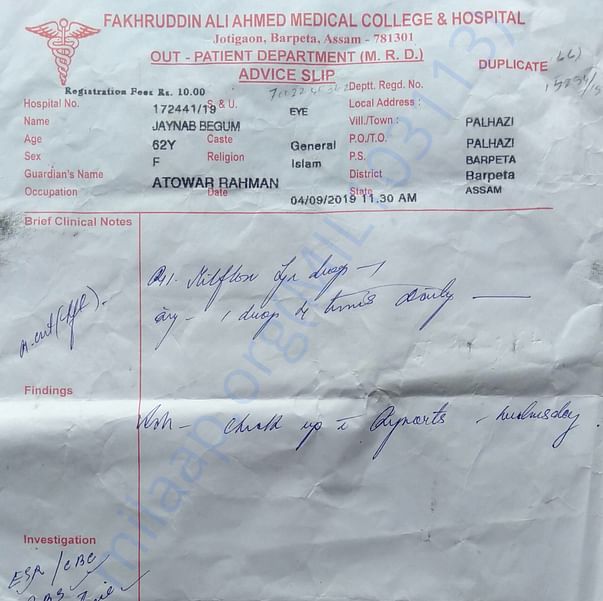 FAKHRUDDIN ALI AHMED MEDICAL COLLEGE & HOSPITAL
Jotigaon, Barpeta, Assam - 781301
OUT - PATIENT DEPARTMENT (M. R. D.)
ADVICE SLIP
DUPLICATE
Registration Fees Rs. 10.00
Deptt. Regd. No.
Hospital No. 172441/19 S. & U. EYE Local Address :
Name JAYNAB BEGUM Vill./Town : PALHAZI
Age 62Y Caste General P.O./T.O. PALHAZI
Sex F Religion Islam P.S. BARPETA
Guardian's Name ATOWAR RAHMAN District Barpeta
Occupation Date 04/09/2019 11.30 AM State ASSAM
Brief Clinical Notes
drop - 1
- 1 drop 4 times daily
Findings
- Check up
Investigation
ESR / CBC
milaap.org